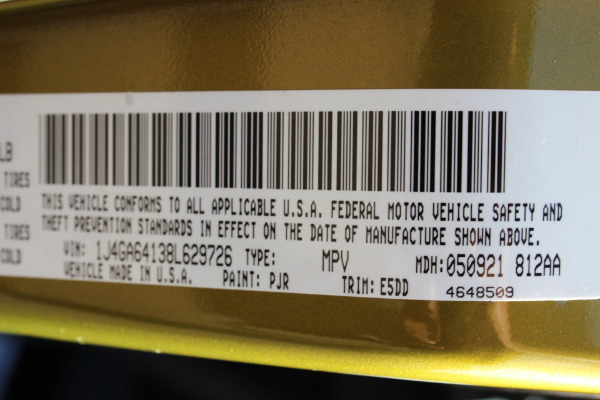 LB
TIRES
COLD
TIRES
COLD
THIS VEHICLE CONFORMS TO ALL APPLICABLE U.S.A. FEDERAL MOTOR VEHICLE SAFETY AND
THEFT PREVENTION STANDARDS IN EFFECT ON THE DATE OF MANUFACTURE SHOWN ABOVE.
VIN: 1J4GA64138L629726 TYPE: MPV MDH:050921 812AA
VEHICLE MADE IN U.S.A. PAINT: PJR TRIM: E5DD 4648509